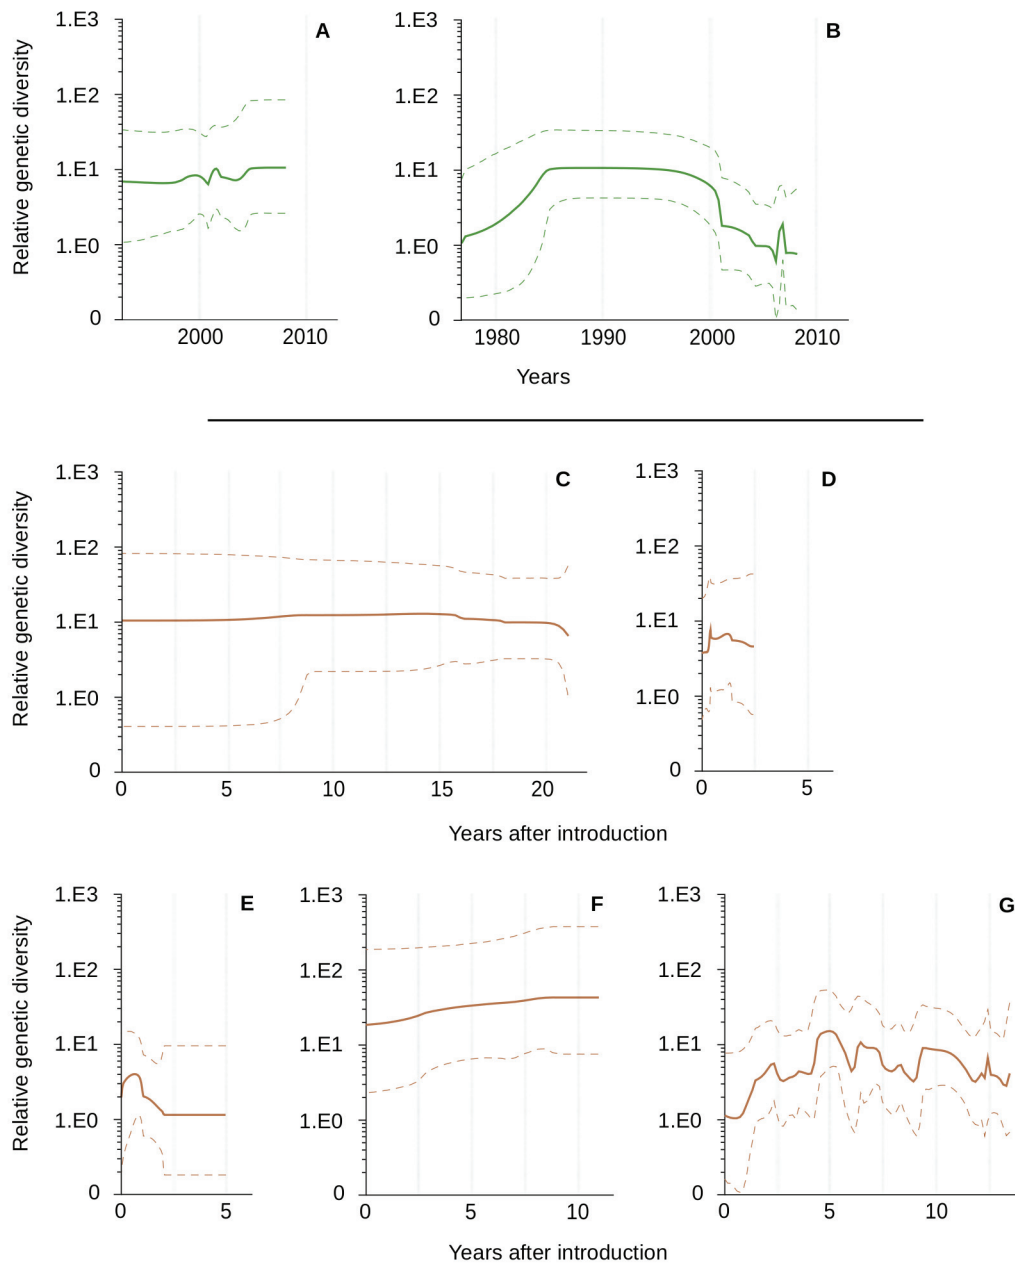 A
B
Relative genetic diversity
1.E3
1.E2
1.E1
1.E0
0
2000 2010
1.E3
1.E2
1.E1
1.E0
0
1980 1990 2000 2010
Years
C
D
Relative genetic diversity
1.E3
1.E2
1.E1
1.E0
0
0 5 10 15 20
1.E3
1.E2
1.E1
1.E0
0
0 5
Years after introduction
E
F
G
Relative genetic diversity
1.E3
1.E2
1.E1
1.E0
0
0 5
1.E3
1.E2
1.E1
1.E0
0
0 5 10
1.E3
1.E2
1.E1
1.E0
0
0 5 10
Years after introduction